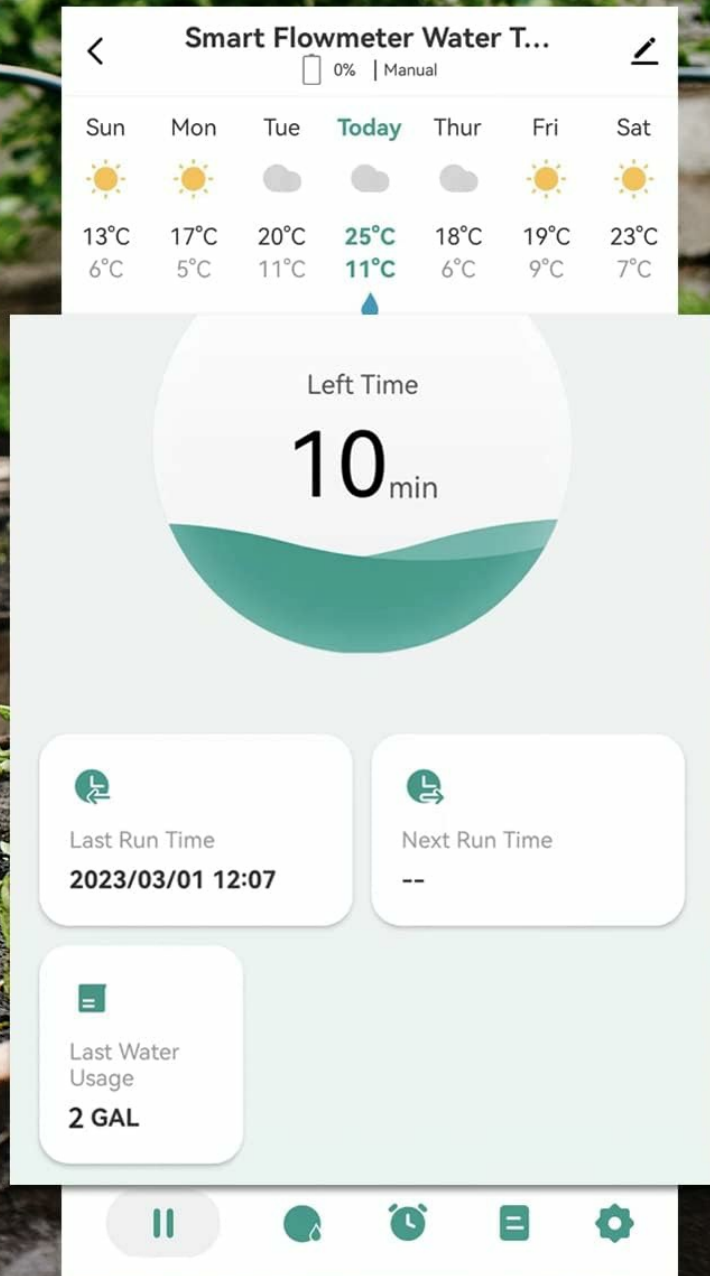 Smart Flowmeter Water T...
0% | Manual
Sun Mon Tue Today Thur Fri Sat
13°C 17°C 20°C 25°C 18°C 19°C 23°C
6°C 5°C 11°C 11°C 6°C 9°C 7°C
Left Time
10 min
Last Run Time
2023/03/01 12:07
Next Run Time
--
Last Water
Usage
2 GAL